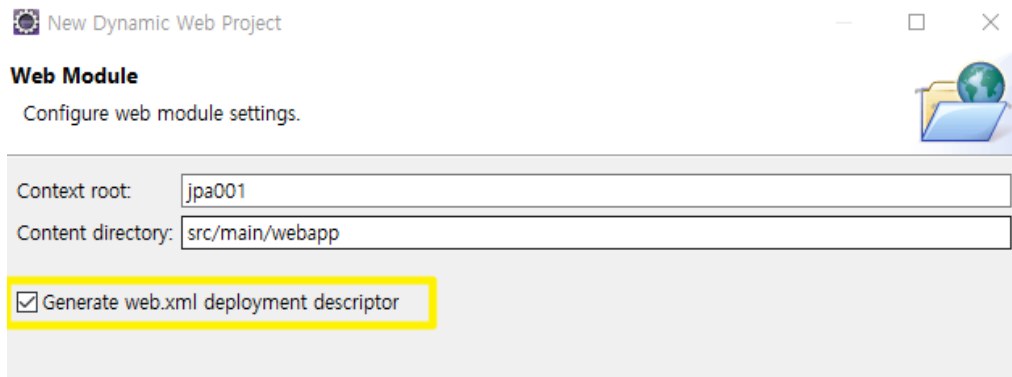 New Dynamic Web Project
Web Module
Configure web module settings.
Context root: jpa001
Content directory: src/main/webapp
Generate web.xml deployment descriptor